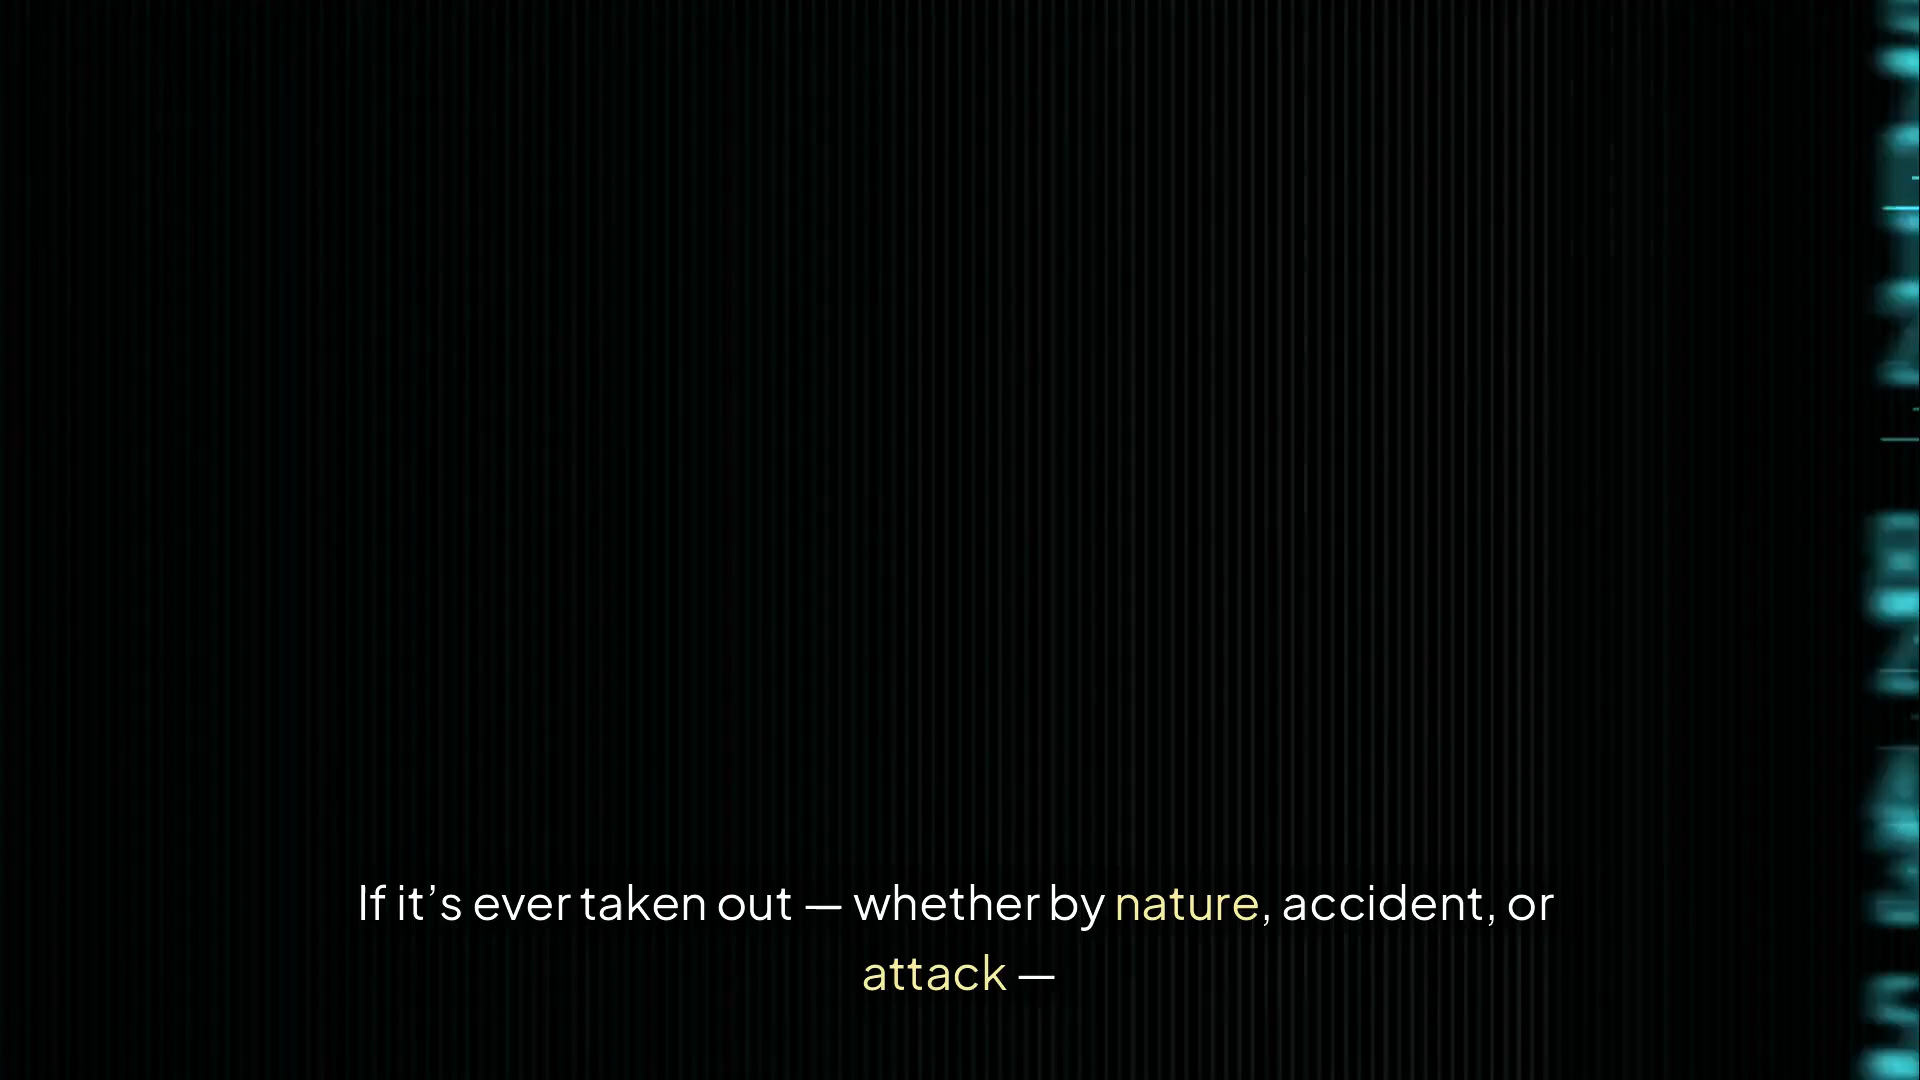 If it’s ever taken out — whether by nature, accident, or
attack —